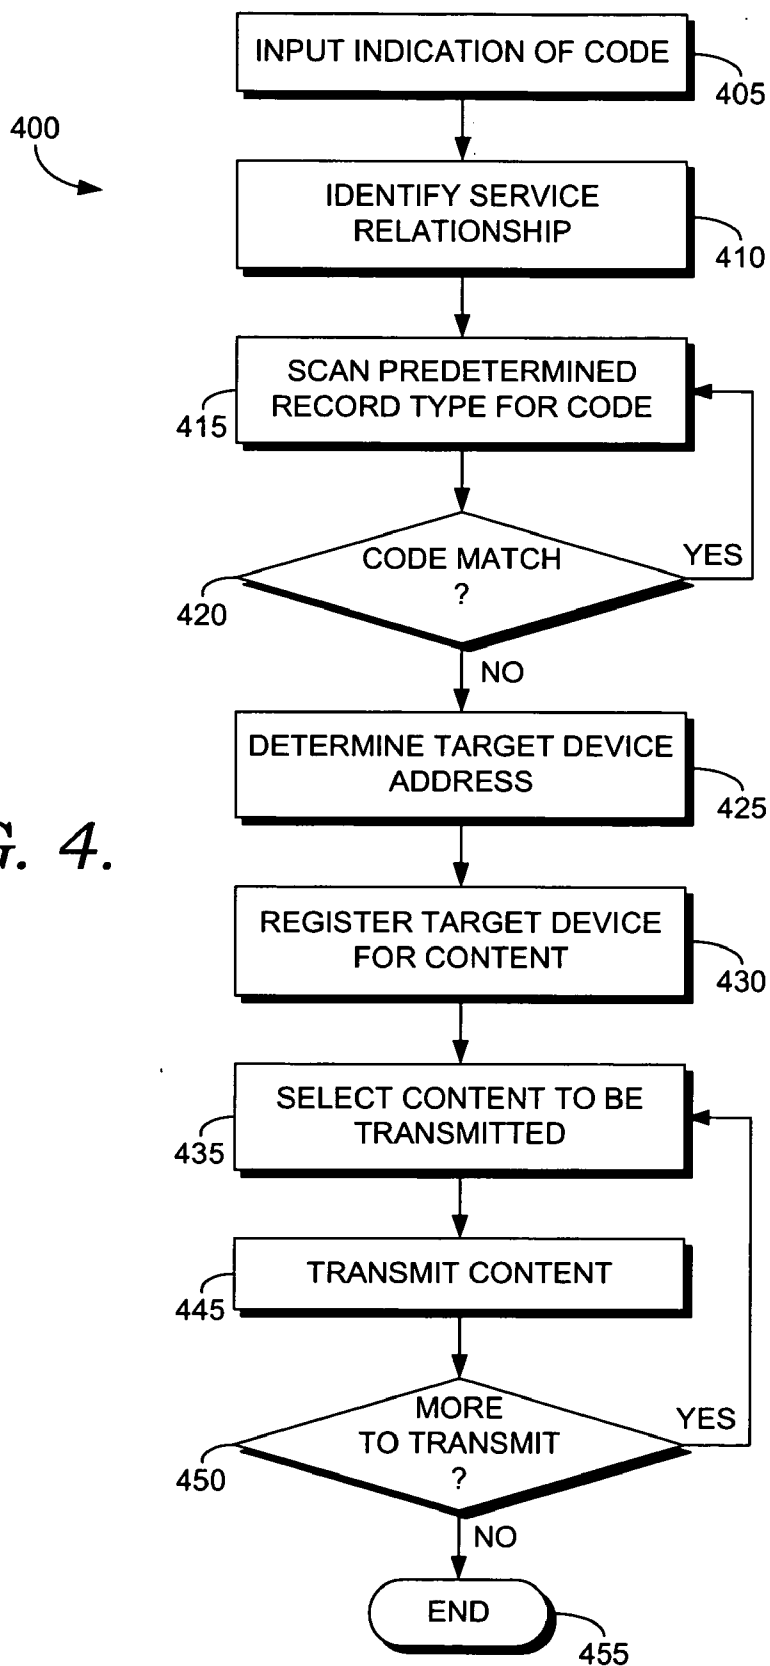 INPUT INDICATION OF CODE
405
400
IDENTIFY SERVICE
RELATIONSHIP
410
SCAN PREDETERMINED
RECORD TYPE FOR CODE
415
CODE MATCH
?
YES
420
NO
DETERMINE TARGET DEVICE
ADDRESS
425
G. 4.
REGISTER TARGET DEVICE
FOR CONTENT
430
SELECT CONTENT TO BE
TRANSMITTED
435
TRANSMIT CONTENT
445
MORE
TO TRANSMIT
?
YES
450
NO
END
455